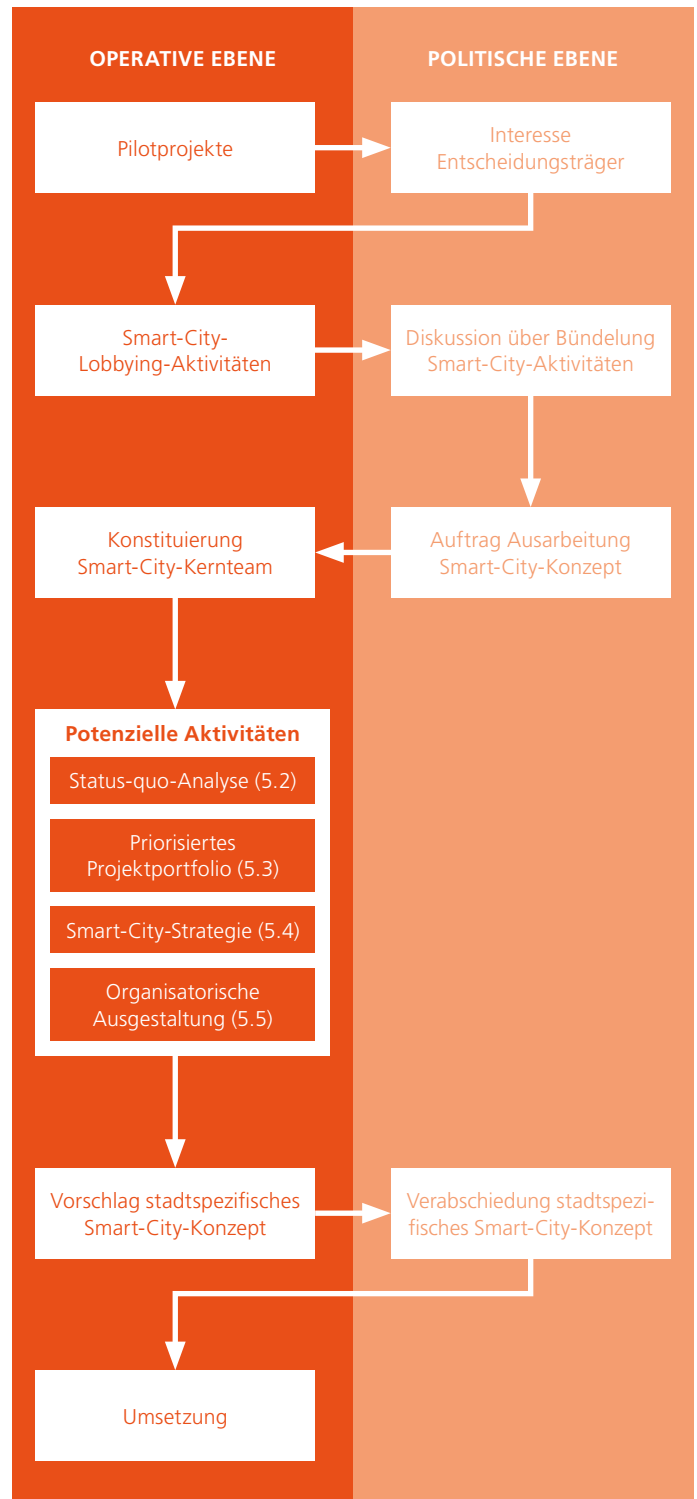 OPERATIVE EBENE
POLITISCHE EBENE
Pilotprojekte
Interesse
Entscheidungsträger
Smart-City-
Lobbying-Aktivitäten
Diskussion über Bündelung
Smart-City-Aktivitäten
Konstituierung
Smart-City-Kernteam
Auftrag Ausarbeitung
Smart-City-Konzept
Potenzielle Aktivitäten
Status-quo-Analyse (5.2)
Priorisiertes
Projektportfolio (5.3)
Smart-City-Strategie (5.4)
Organisatorische
Ausgestaltung (5.5)
Vorschlag stadtspezifisches
Smart-City-Konzept
Verabschiedung stadtspezi-
fisches Smart-City-Konzept
Umsetzung